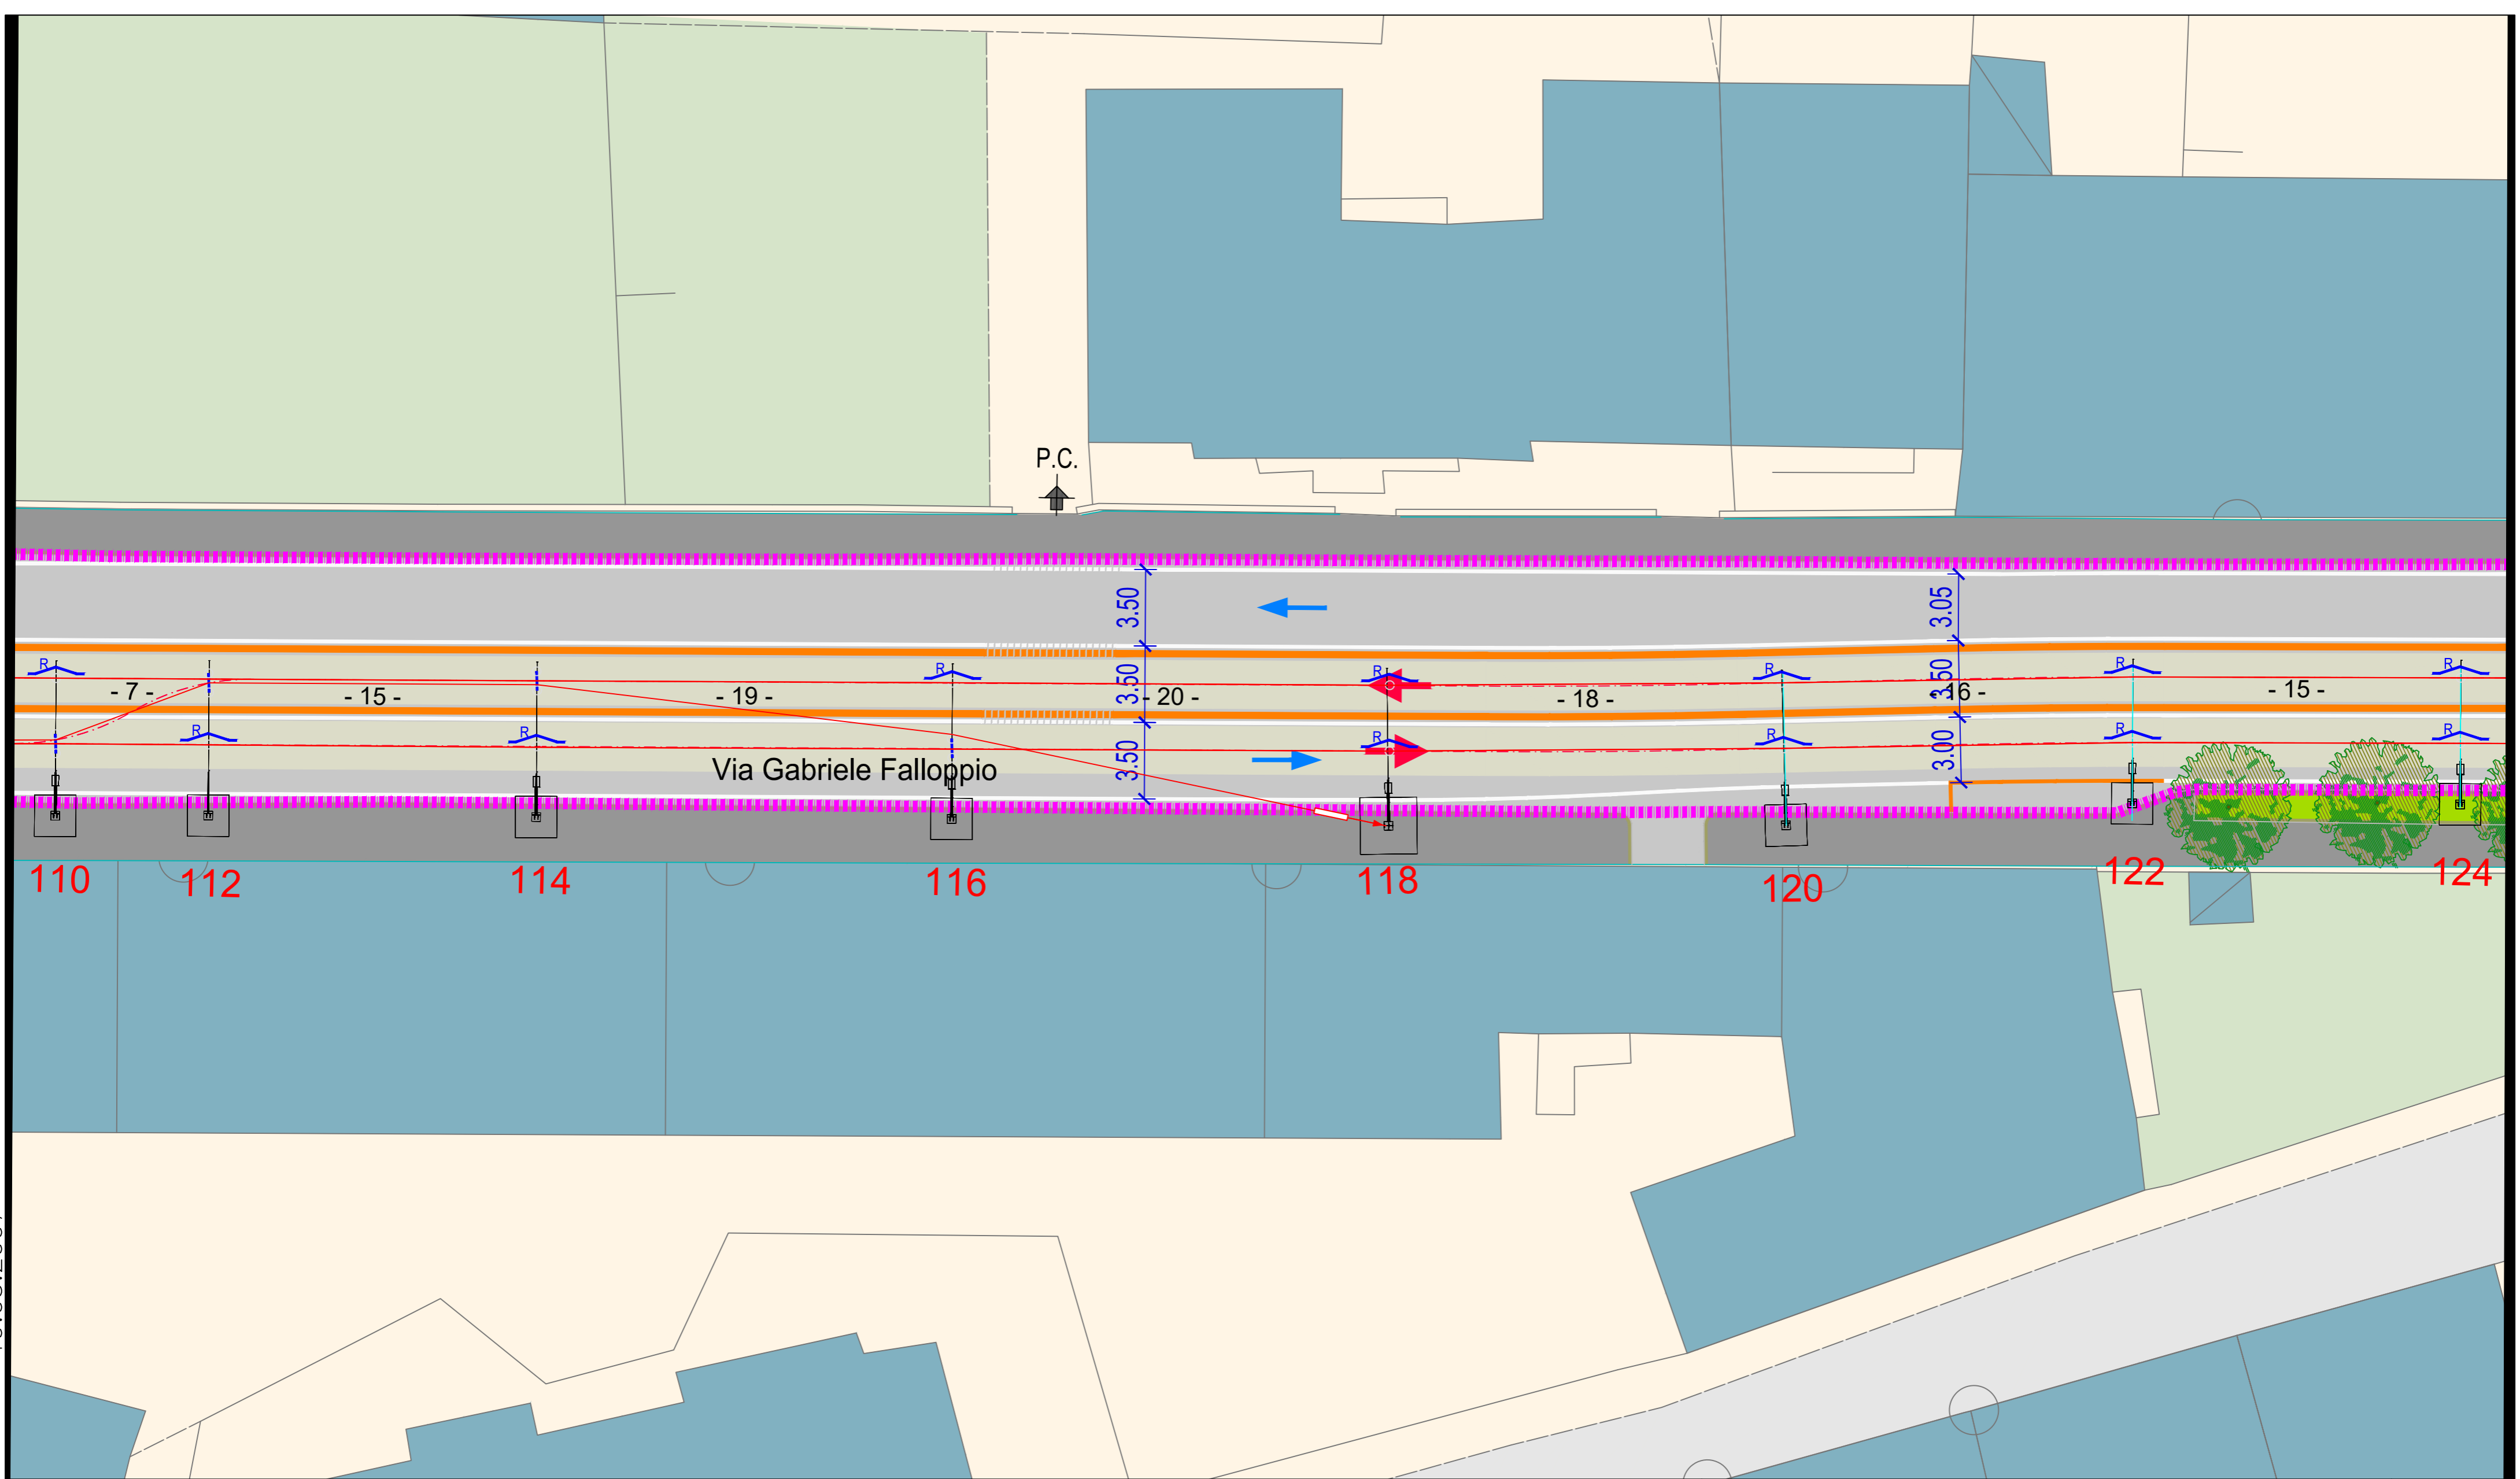 P.C.
3.50
3.05
R
R
R
R
R
R
- 7 -
- 15 -
- 19 -
3.50
- 20 -
- 18 -
3.50
- 16 -
- 15 -
R
R
R
R
R
R
3.50
3.00
Via Gabriele Falloppio
110
112
114
116
118
120
122
124